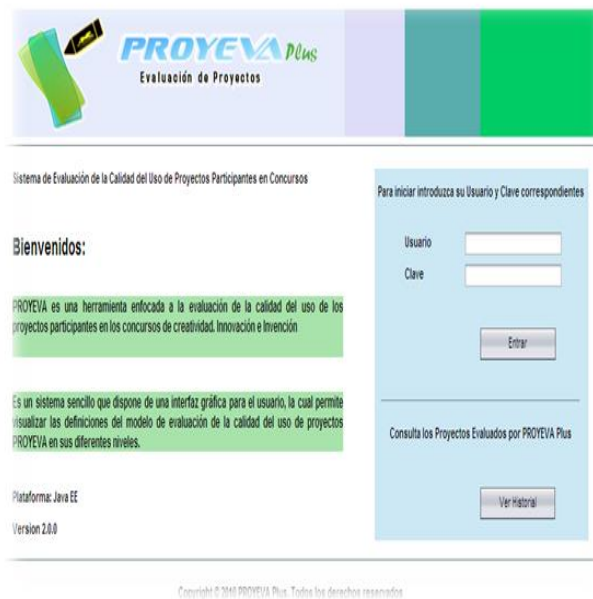 PROYEVA Plus
Evaluación de Proyectos
Sistema de Evaluación de la Calidad del Uso de Proyectos Participantes en Concursos
Bienvenidos:
PROYEVA es una herramienta enfocada a la evaluación de la calidad del uso de los
proyectos participantes en los concursos de creatividad. Innovación e Invención
Es un sistema sencillo que dispone de una interfaz gráfica para el usuario, la cual permite
visualizar las definiciones del modelo de evaluación de la calidad del uso de proyectos
PROYEVA en sus diferentes niveles.
Plataforma: Java EE
Version 2.0.0
Para iniciar introduzca su Usuario y Clave correspondientes
Usuario
Clave
Entrar
Consulta los Proyectos Evaluados por PROYEVA Plus
Ver Historial
Copyright © 2010 PROYEVA Plus. Todos los derechos reservados